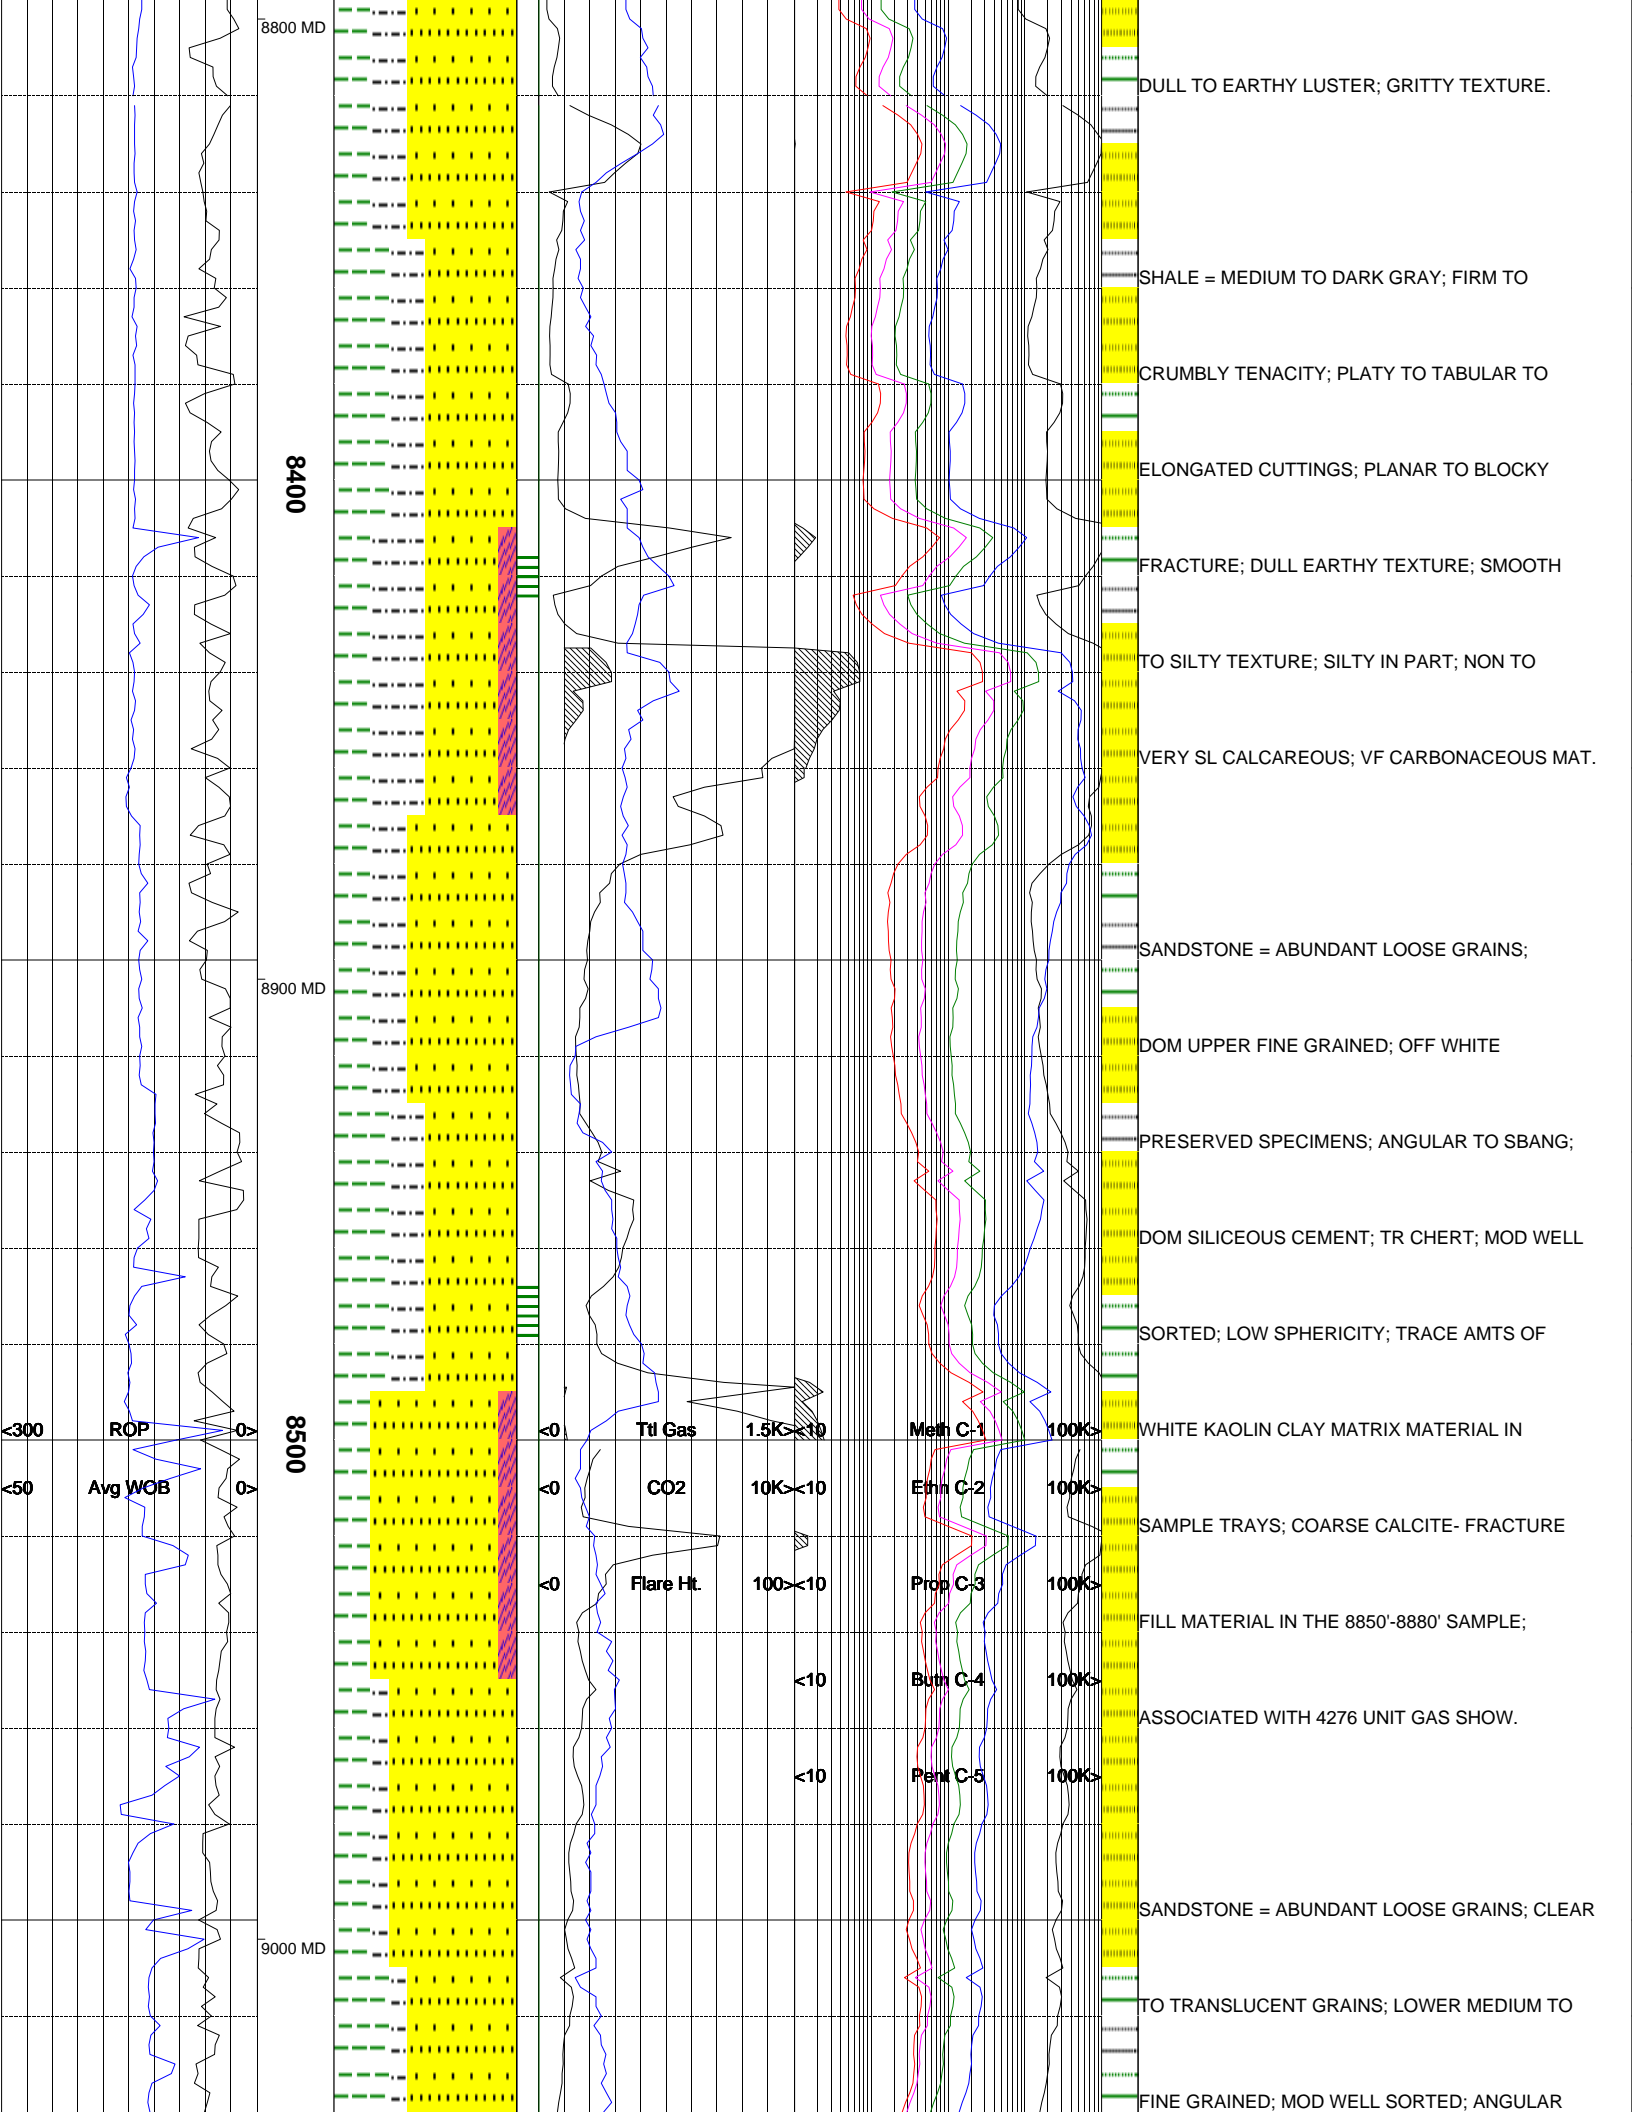 8800 MD
DULL TO EARTHY LUSTER; GRITTY TEXTURE.
SHALE = MEDIUM TO DARK GRAY; FIRM TO
CRUMBLY TENACITY; PLATY TO TABULAR TO
8400
ELONGATED CUTTINGS; PLANAR TO BLOCKY
FRACTURE; DULL EARTHY TEXTURE; SMOOTH
TO SILTY TEXTURE; SILTY IN PART; NON TO
VERY SL CALCAREOUS; VF CARBONACEOUS MAT.
SANDSTONE = ABUNDANT LOOSE GRAINS;
8900 MD
DOM UPPER FINE GRAINED; OFF WHITE
PRESERVED SPECIMENS; ANGULAR TO SBANG;
DOM SILICEOUS CEMENT; TR CHERT; MOD WELL
SORTED; LOW SPHERICITY; TRACE AMTS OF
8500
<300 ROP 0> <0 Ttl Gas 1.5K> <10 Meth C-1 100K> WHITE KAOLIN CLAY MATRIX MATERIAL IN
<50 Avg WOB 0> <0 CO2 10K> <10 Ethn C-2 100K>
SAMPLE TRAYS; COARSE CALCITE- FRACTURE
<0 Flare Ht. 100> <10 Prop C-3 100K>
FILL MATERIAL IN THE 8850'-8880' SAMPLE;
<10 Butn C-4 100K>
ASSOCIATED WITH 4276 UNIT GAS SHOW.
<10 Pent C-5 100K>
SANDSTONE = ABUNDANT LOOSE GRAINS; CLEAR
9000 MD
TO TRANSLUCENT GRAINS; LOWER MEDIUM TO
FINE GRAINED; MOD WELL SORTED; ANGULAR